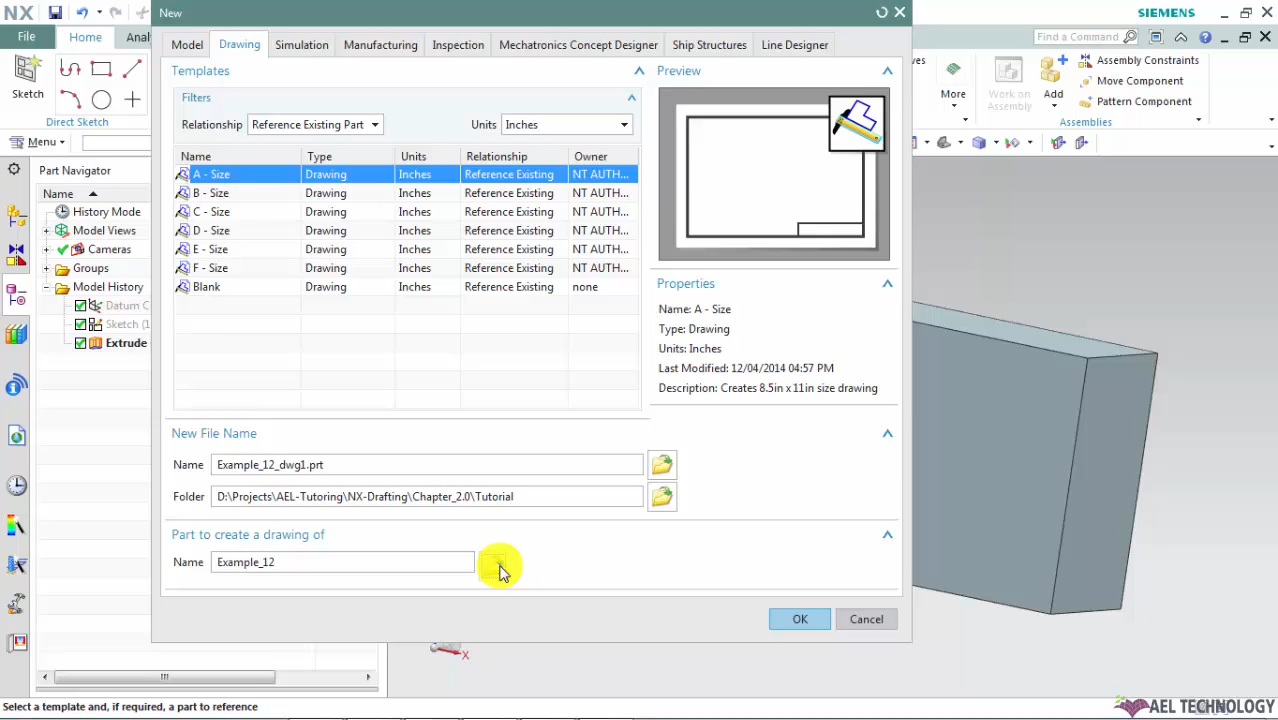 NX
SIEMENS
New
File
Home
Analy
Find a Command
Sketch
Direct Sketch
Menu
More
Work on Assembly
Add
Assembly Constraints
Move Component
Pattern Component
Assemblies
Model
Drawing
Simulation
Manufacturing
Inspection
Mechatronics Concept Designer
Ship Structures
Line Designer
Templates
Filters
Relationship Reference Existing Part
Units Inches
Name Type Units Relationship Owner
A - Size Drawing Inches Reference Existing NT AUTH...
B - Size Drawing Inches Reference Existing NT AUTH...
C - Size Drawing Inches Reference Existing NT AUTH...
D - Size Drawing Inches Reference Existing NT AUTH...
E - Size Drawing Inches Reference Existing NT AUTH...
F - Size Drawing Inches Reference Existing NT AUTH...
Blank Drawing Inches Reference Existing none
Preview
Properties
Name: A - Size
Type: Drawing
Units: Inches
Last Modified: 12/04/2014 04:57 PM
Description: Creates 8.5in x 11in size drawing
New File Name
Name Example_12_dwg1.prt
Folder D:\Projects\AEL-Tutoring\NX-Drafting\Chapter_2.0\Tutorial
Part to create a drawing of
Name Example_12
OK
Cancel
Part Navigator
Name
History Mode
Model Views
Cameras
Groups
Model History
Datum C
Sketch (1
Extrude
X
Select a template and, if required, a part to reference
AEL TECHNOLOGY